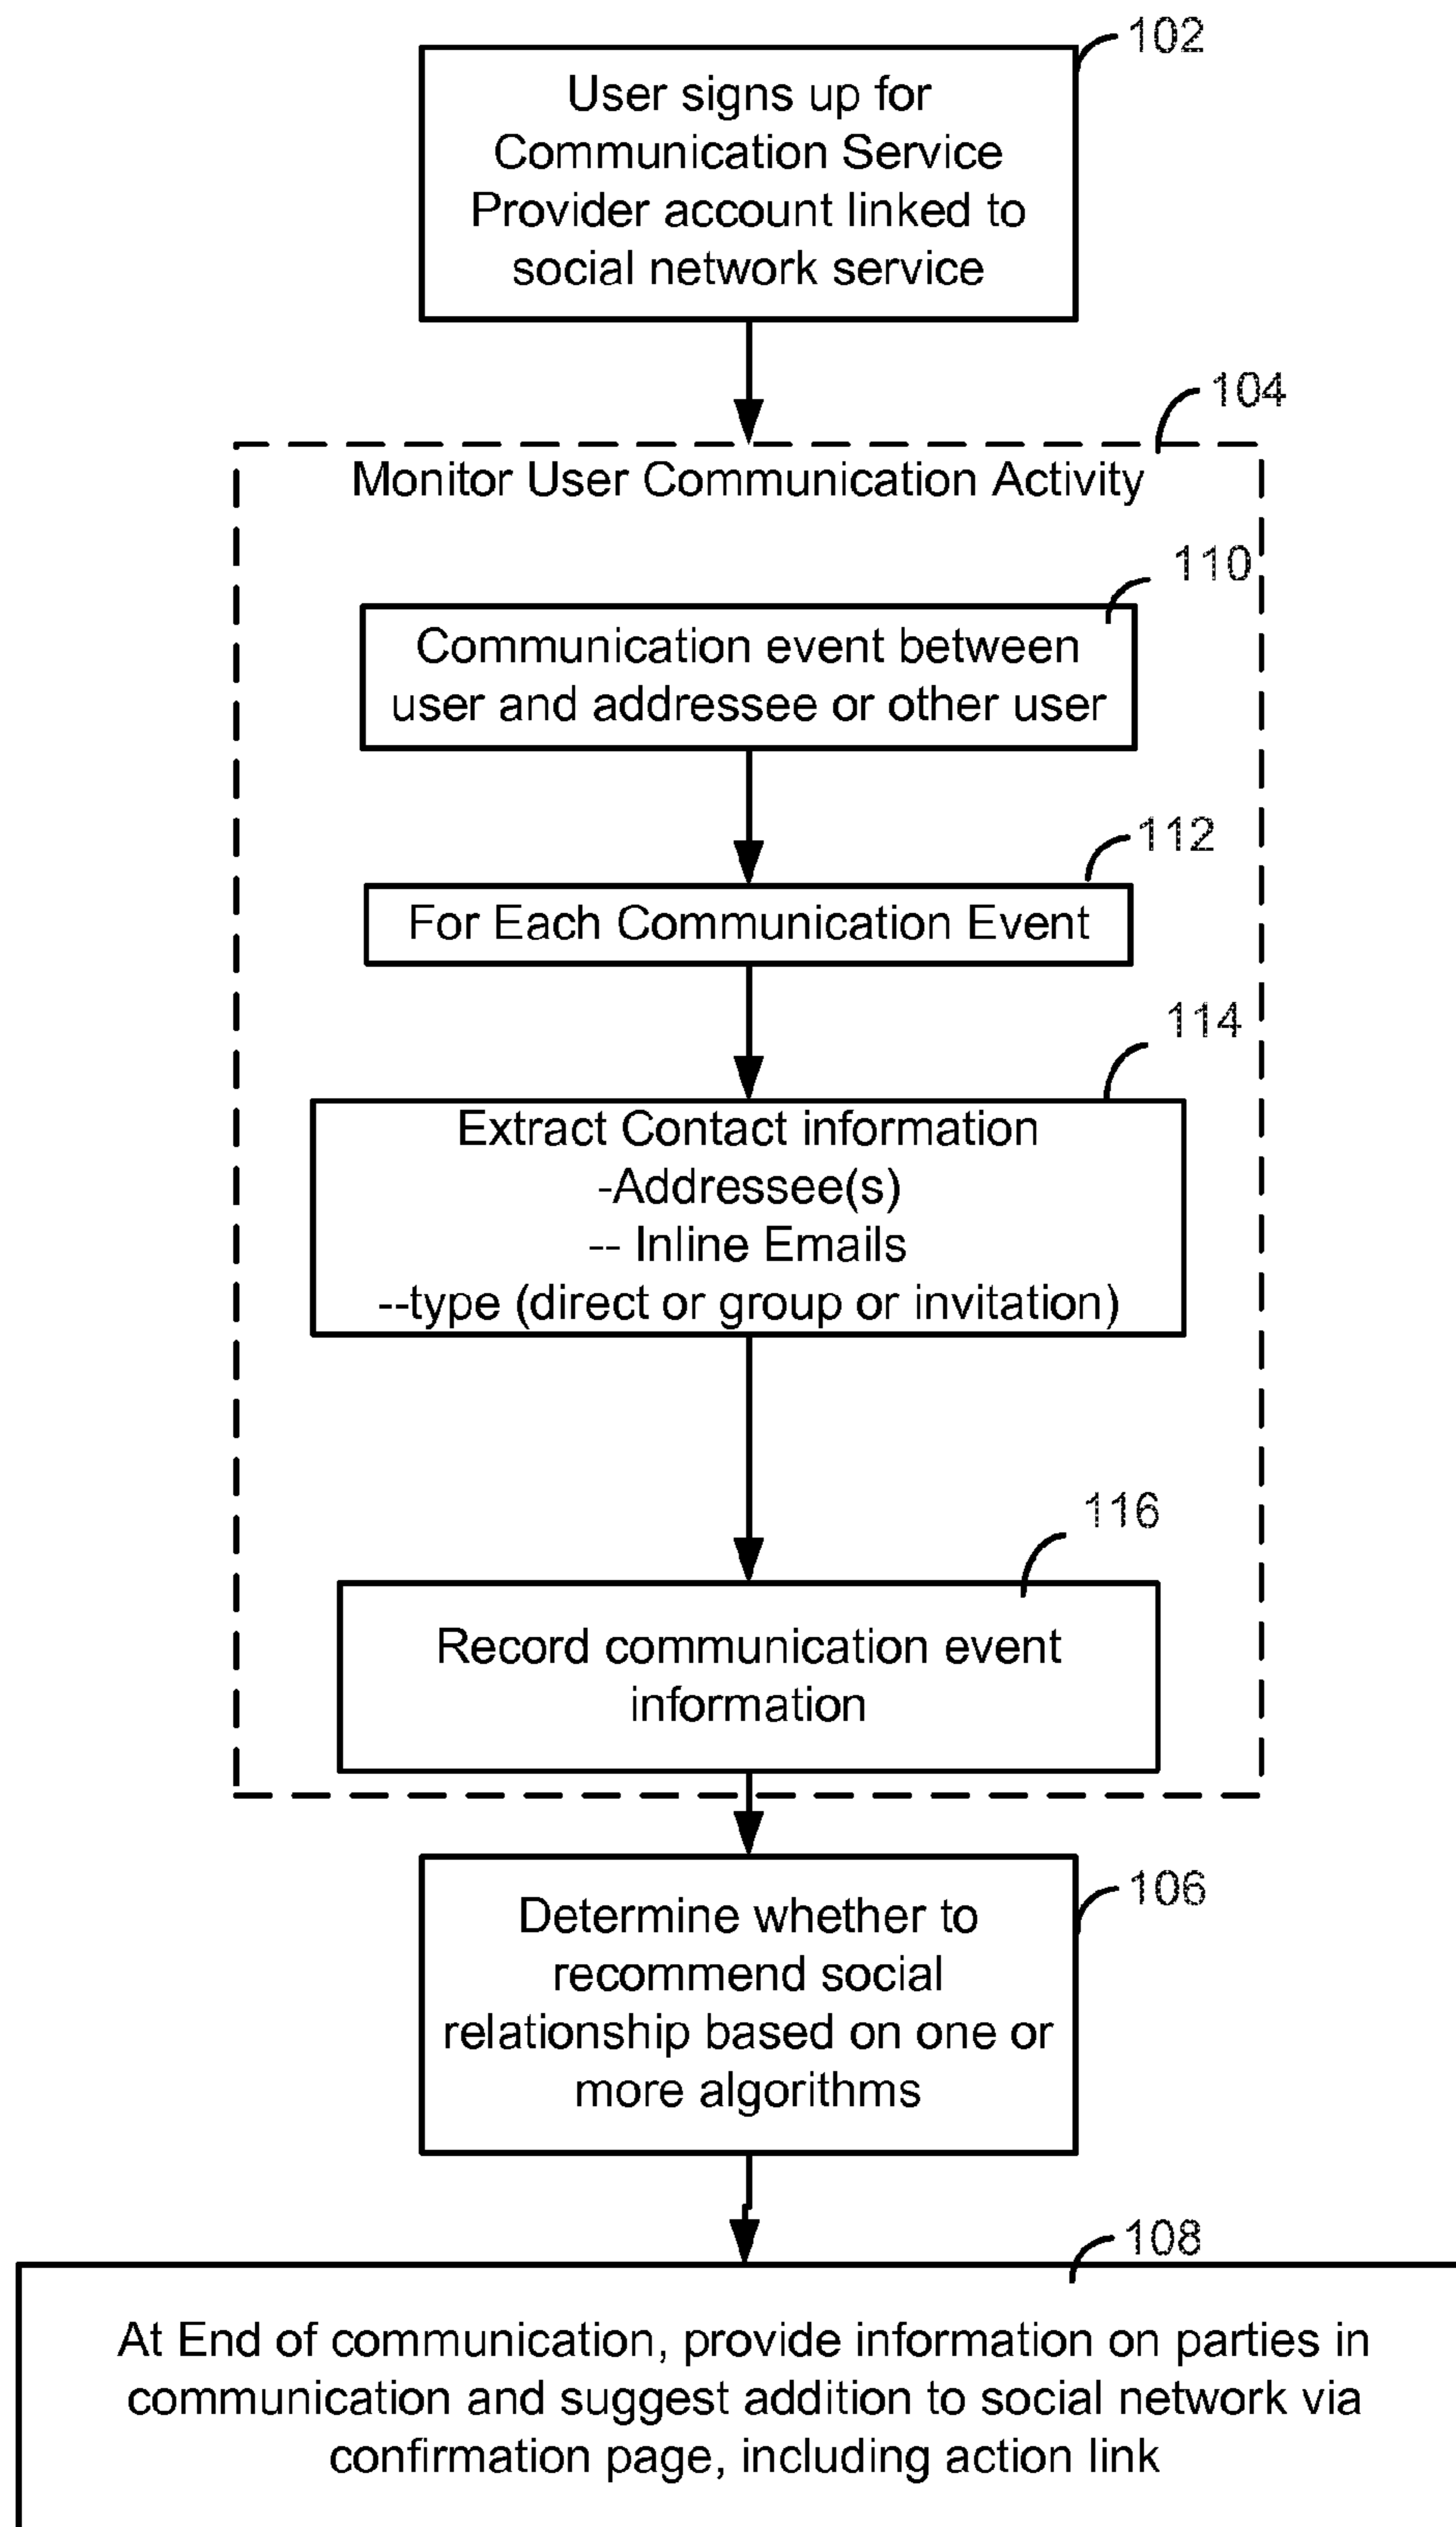 102
User signs up for
Communication Service
Provider account linked to
social network service
104
Monitor User Communication Activity
110
Communication event between
user and addressee or other user
112
For Each Communication Event
114
Extract Contact information
-Addressee(s)
-- Inline Emails
--type (direct or group or invitation)
116
Record communication event
information
106
Determine whether to
recommend social
relationship based on one or
more algorithms
108
At End of communication, provide information on parties in
communication and suggest addition to social network via
confirmation page, including action link